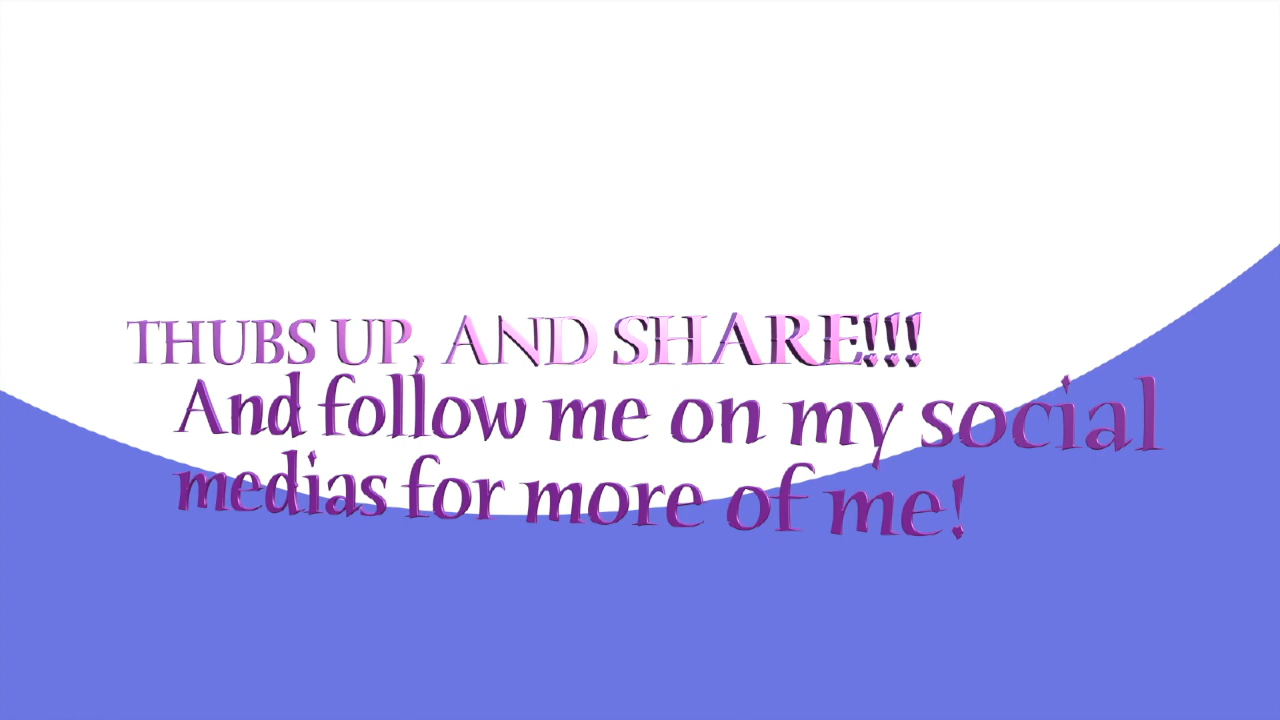 THUBS UP, AND SHARE!!!
And follow me on my social
medias for more of me!